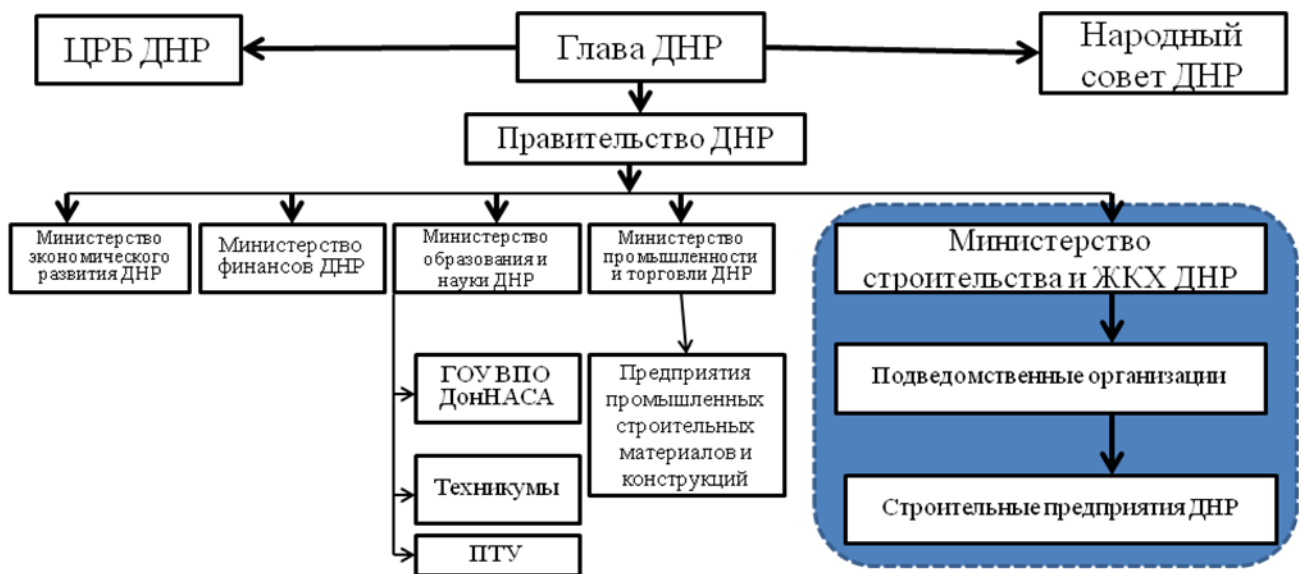 ЦРБ ДНР
Глава ДНР
Народный
совет ДНР
Правительство ДНР
Министерство
экономического
развития ДНР
Министерство
финансов ДНР
Министерство
образования и
науки ДНР
Министерство
промышленности
и торговли ДНР
Министерство
строительства и ЖКХ ДНР
ГОУ ВПО
ДонНАСА
Техникумы
ПТУ
Предприятия
промышленных
строительных
материалов и
конструкций
Подведомственные организации
Строительные предприятия ДНР